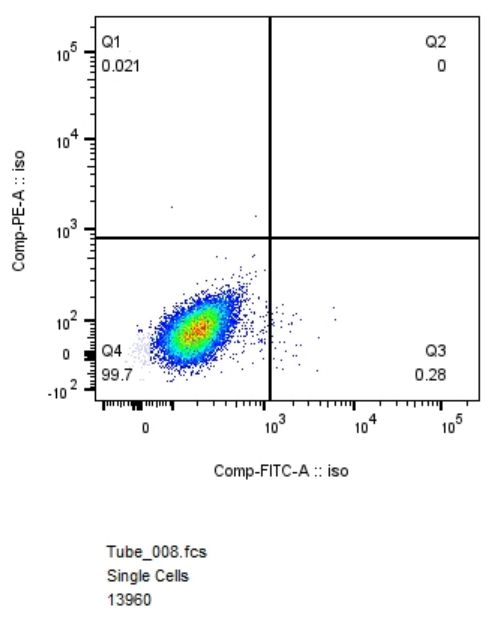 Q1
0.021
Q2
0
Q4
99.7
Q3
0.28
10^5
10^4
10^3
10^2
0
-10^2
0
10^3
10^4
10^5
Comp-PE-A :: iso
Comp-FITC-A :: iso
Tube_008.fcs
Single Cells
13960